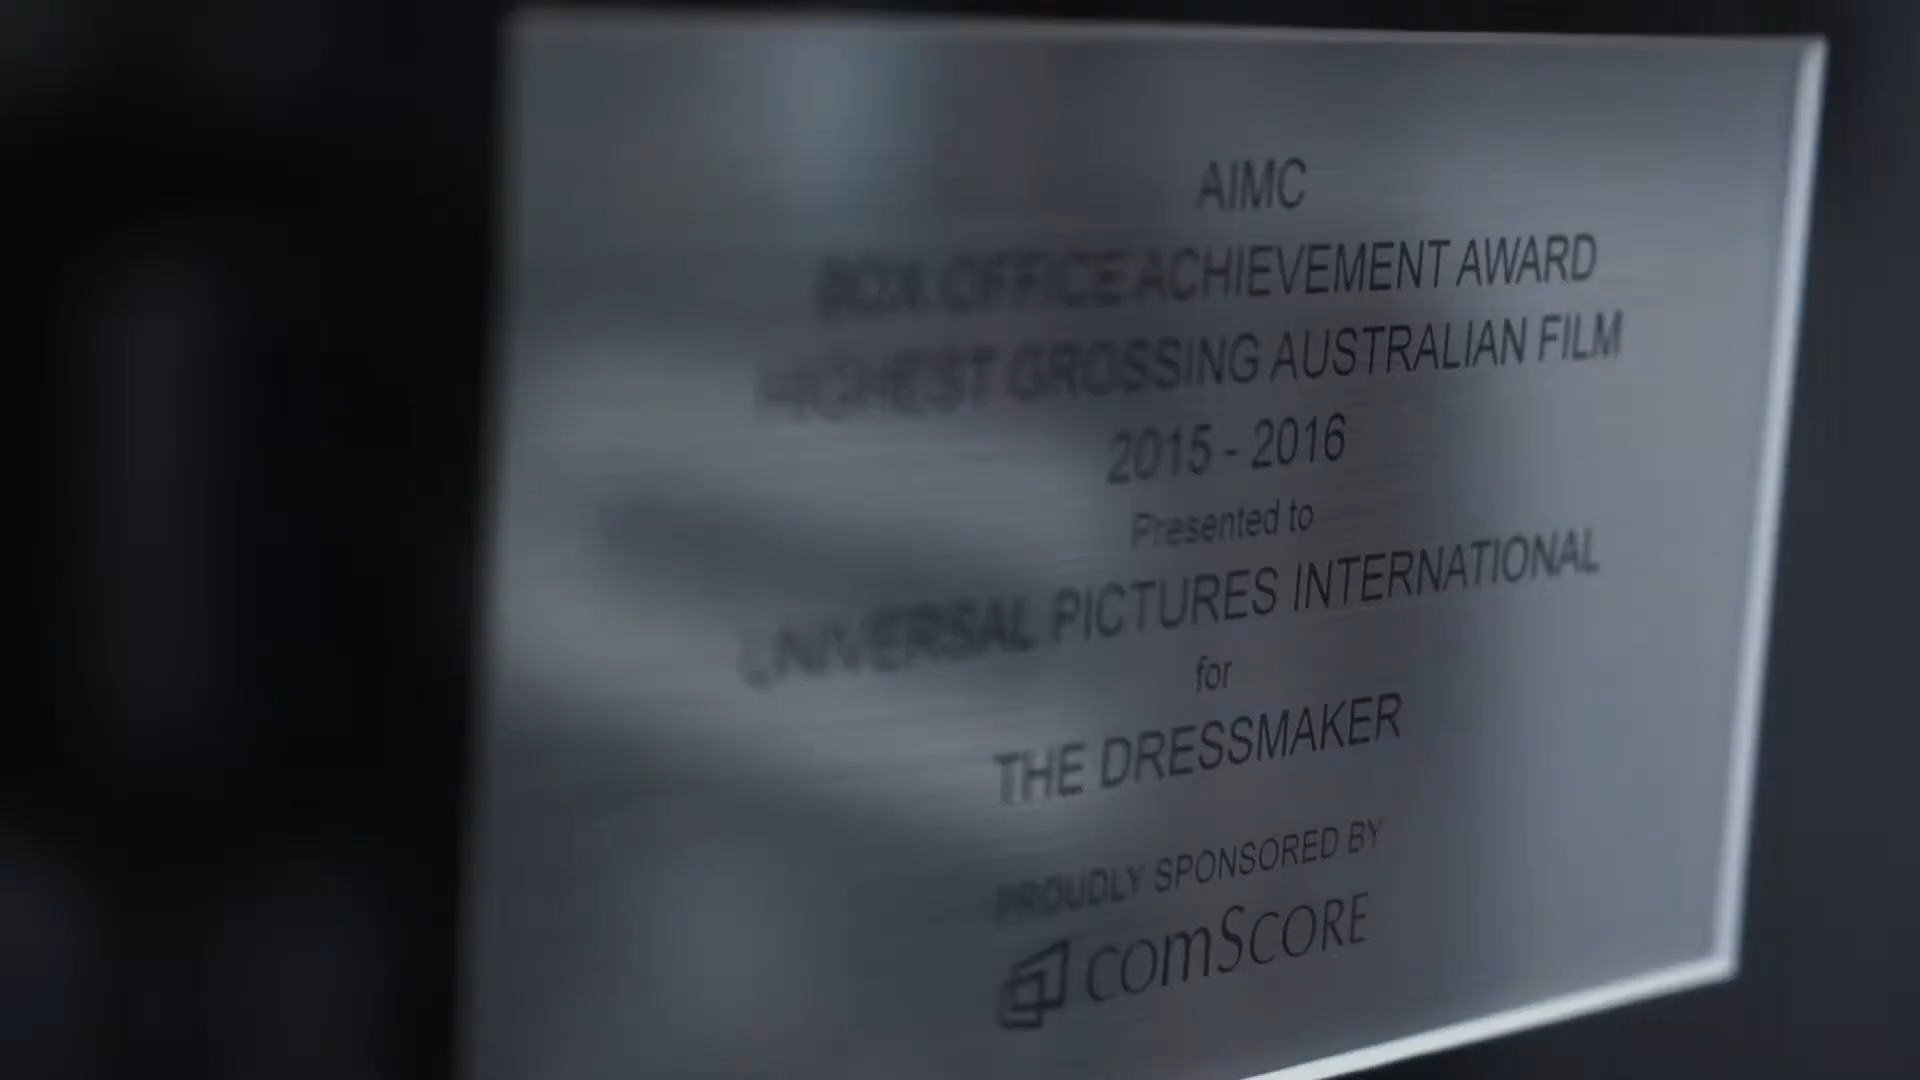 AIMC
BOX OFFICE ACHIEVEMENT AWARD
HIGHEST GROSSING AUSTRALIAN FILM
2015 - 2016
Presented to
UNIVERSAL PICTURES INTERNATIONAL
for
THE DRESSMAKER
PROUDLY SPONSORED BY
COMSCORE